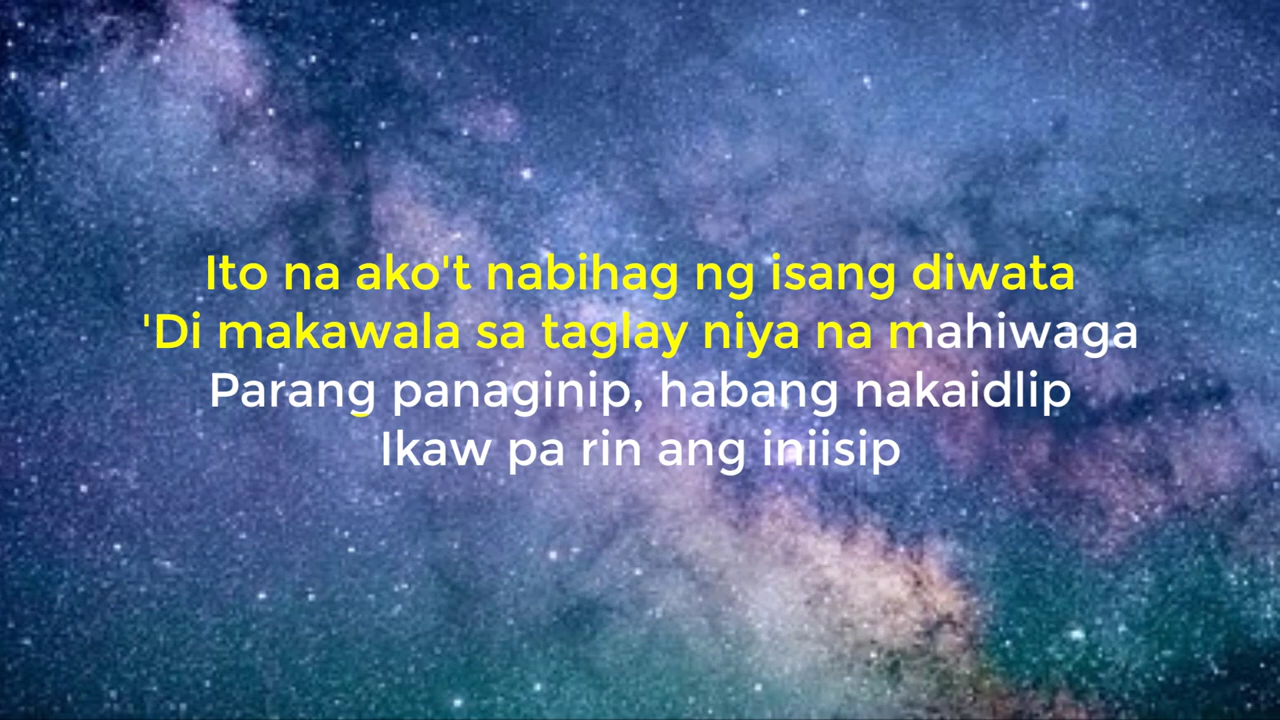 Ito na ako't nabihag ng isang diwata
'Di makawala sa taglay niya na mahiwaga
Parang panaginip, habang nakaidlip
Ikaw pa rin ang iniisip